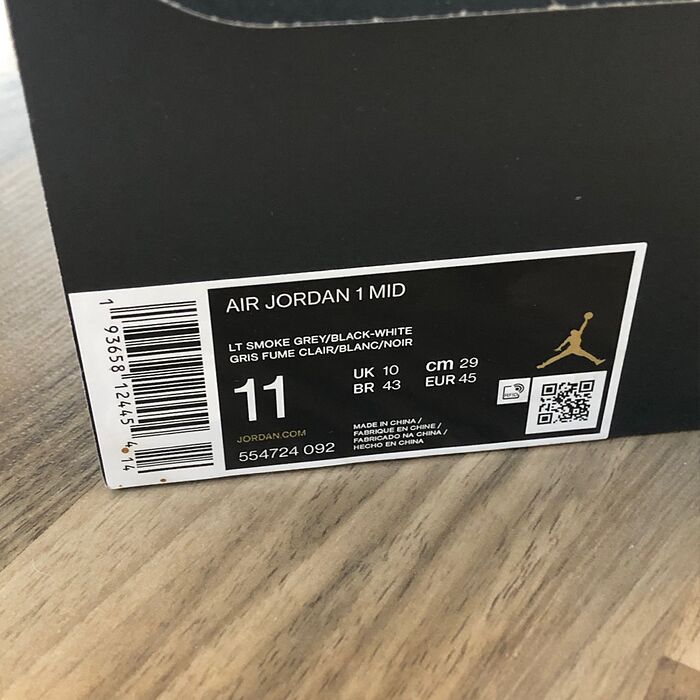 AIR JORDAN 1 MID
LT SMOKE GREY/BLACK-WHITE
GRIS FUME CLAIR/BLANC/NOIR
11
UK 10
BR 43
cm 29
EUR 45
RFID
JORDAN.COM
554724 092
MADE IN CHINA /
FABRIQUE EN CHINE /
FABRICADO NA CHINA /
HECHO EN CHINA
1 93658 12445 4 14